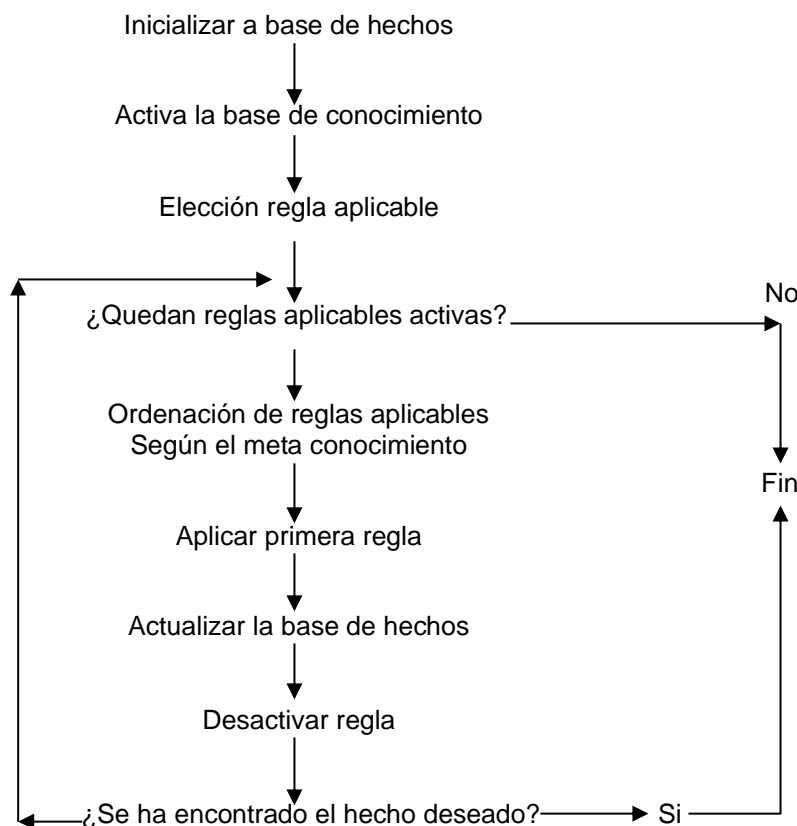 Inicializar a base de hechos
Activa la base de conocimiento
Elección regla aplicable
No
¿Quedan reglas aplicables activas?
Ordenación de reglas aplicables
Según el meta conocimiento
Fin
Aplicar primera regla
Actualizar la base de hechos
Desactivar regla
¿Se ha encontrado el hecho deseado?
Si